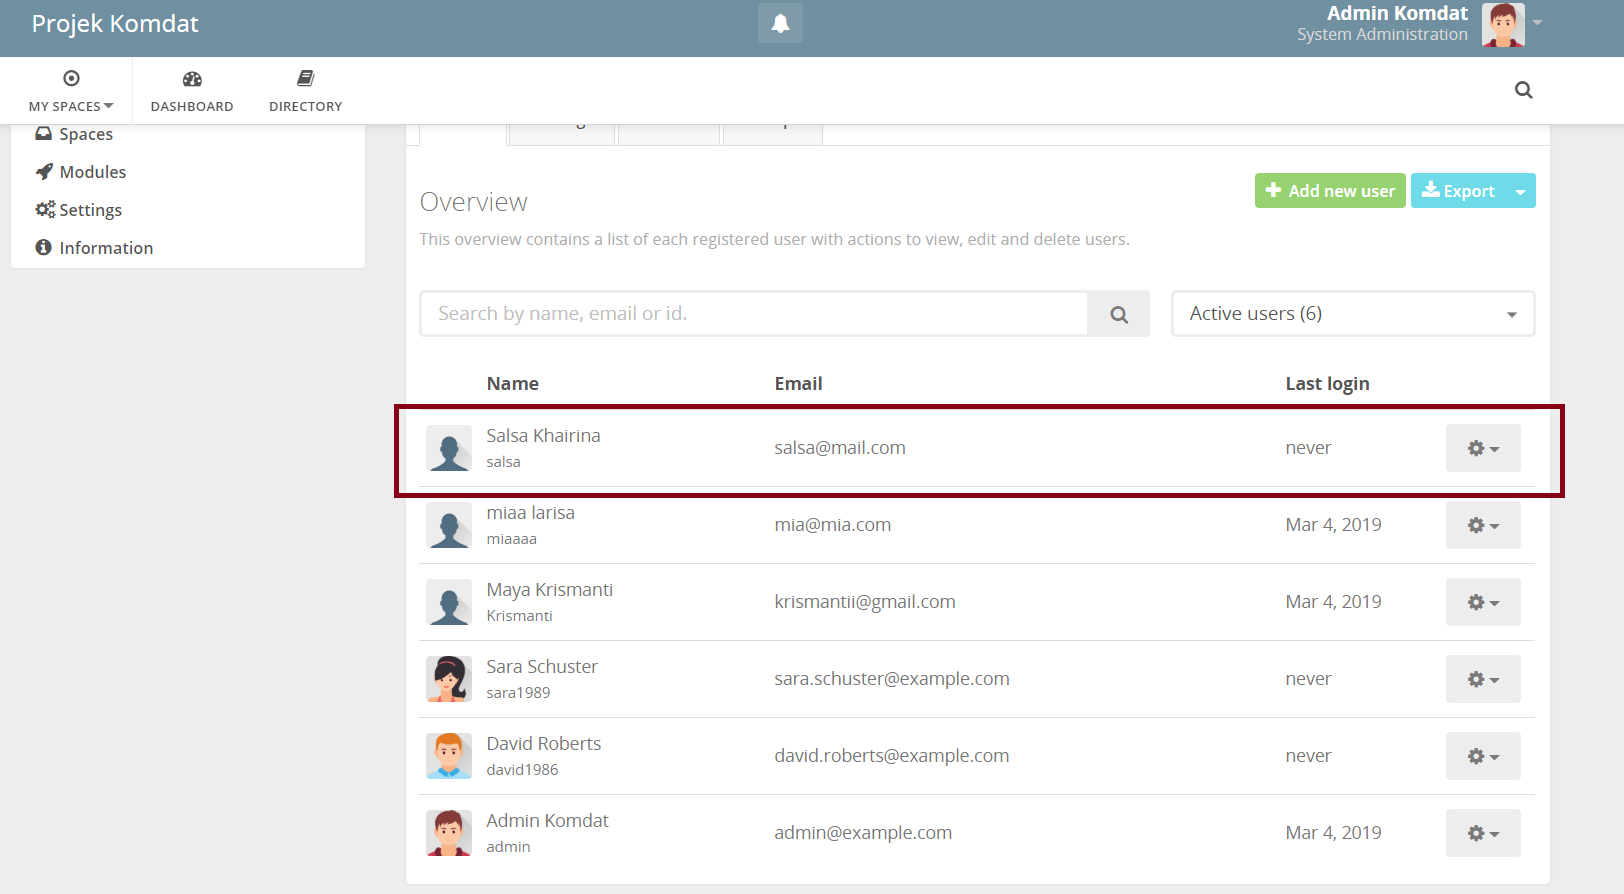 Projek Komdat
Admin Komdat
System Administration
MY SPACES
DASHBOARD
DIRECTORY
Spaces
Modules
Settings
Information
Overview
Add new user
Export
This overview contains a list of each registered user with actions to view, edit and delete users.
Search by name, email or id.
Active users (6)
Name Email Last login
Salsa Khairina
salsa
salsa@mail.com
never
miaa larisa
miaaaa
mia@mia.com
Mar 4, 2019
Maya Krismanti
Krismanti
krismantii@gmail.com
Mar 4, 2019
Sara Schuster
sara1989
sara.schuster@example.com
never
David Roberts
david1986
david.roberts@example.com
never
Admin Komdat
admin
admin@example.com
Mar 4, 2019